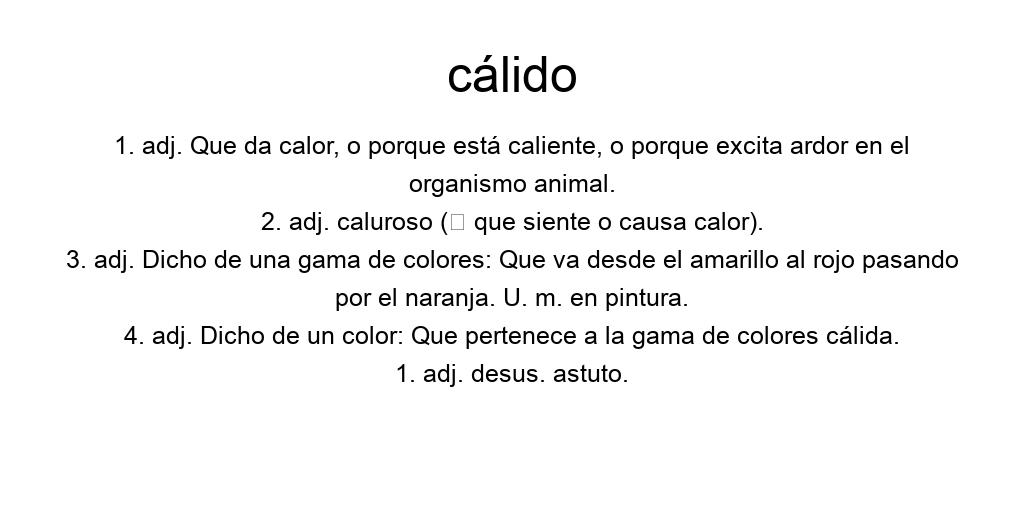 cálido
1. adj. Que da calor, o porque está caliente, o porque excita ardor en el
organismo animal.
2. adj. caluroso (□ que siente o causa calor).
3. adj. Dicho de una gama de colores: Que va desde el amarillo al rojo pasando
por el naranja. U. m. en pintura.
4. adj. Dicho de un color: Que pertenece a la gama de colores cálida.
1. adj. desus. astuto.